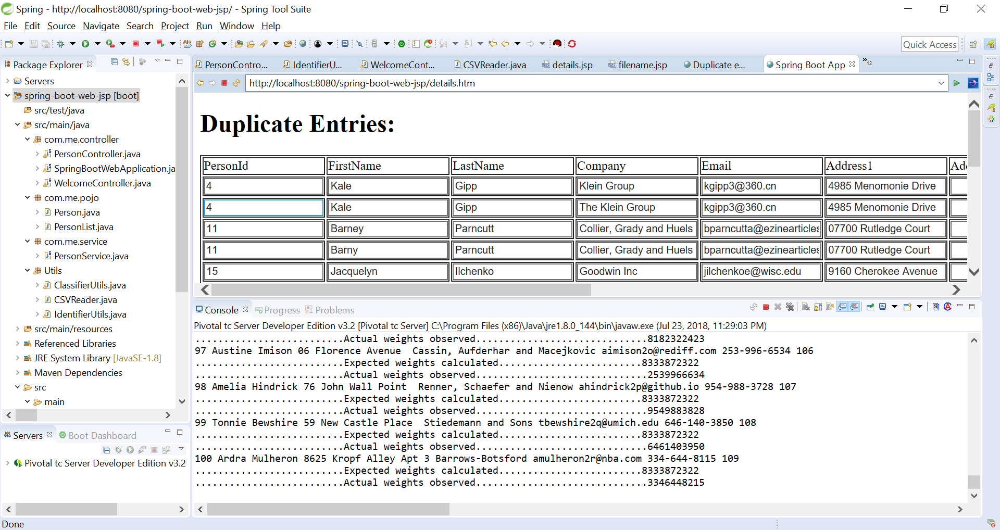 Spring - http://localhost:8080/spring-boot-web-jsp/ - Spring Tool Suite
File Edit Source Navigate Search Project Run Window Help
Quick Access
Package Explorer
Servers
spring-boot-web-jsp [boot]
src/test/java
src/main/java
com.me.controller
PersonController.java
SpringBootWebApplication.ja
WelcomeController.java
com.me.pojo
Person.java
PersonList.java
com.me.service
PersonService.java
Utils
ClassifierUtils.java
CSVReader.java
IdentifierUtils.java
src/main/resources
Referenced Libraries
JRE System Library [JavaSE-1.8]
Maven Dependencies
src
main
Servers Boot Dashboard
Pivotal tc Server Developer Edition v3.2
PersonContro... IdentifierU... WelcomeCont... CSVReader.java details.jsp filename.jsp Duplicate e... Spring Boot App »12
http://localhost:8080/spring-boot-web-jsp/details.htm
Duplicate Entries:
PersonId FirstName LastName Company Email Address1 Ad
4 Kale Gipp Klein Group kgipp3@360.cn 4985 Menomonie Drive
4 Kale Gipp The Klein Group kgipp3@360.cn 4985 Menomonie Drive
11 Barney Parncutt Collier, Grady and Huels bparncutta@ezinearticles 07700 Rutledge Court
11 Barny Parncutt Collier, Grady and Huels bparncutta@ezinearticles 07700 Rutledge Court
15 Jacquelyn Ilchenko Goodwin Inc jilchenkoe@wisc.edu 9160 Cherokee Avenue
Console Progress Problems
Pivotal tc Server Developer Edition v3.2 [Pivotal tc Server] C:\Program Files (x86)\Java\jre1.8.0_144\bin\javaw.exe (Jul 23, 2018, 11:29:03 PM)
..........................Actual weights observed..............................8182322423
97 Austine Imison 06 Florence Avenue  Cassin, Aufderhar and Macejkovic aimison2o@rediff.com 253-996-6534 106
..........................Expected weights calculated.........................8333872322
..........................Actual weights observed..............................2539966634
98 Amelia Hindrick 76 John Wall Point  Renner, Schaefer and Nienow ahindrick2p@github.io 954-988-3728 107
..........................Expected weights calculated.........................8333872322
..........................Actual weights observed..............................9549883828
99 Tonnie Bewshire 59 New Castle Place  Stiedemann and Sons tbewshire2q@umich.edu 646-140-3850 108
..........................Expected weights calculated.........................8333872322
..........................Actual weights observed..............................6461403950
100 Ardra Mulheron 8625 Kropf Alley Apt 3 Barrows-Botsford amulheron2r@nba.com 334-644-8115 109
..........................Expected weights calculated.........................8333872322
..........................Actual weights observed..............................3346448215
Done